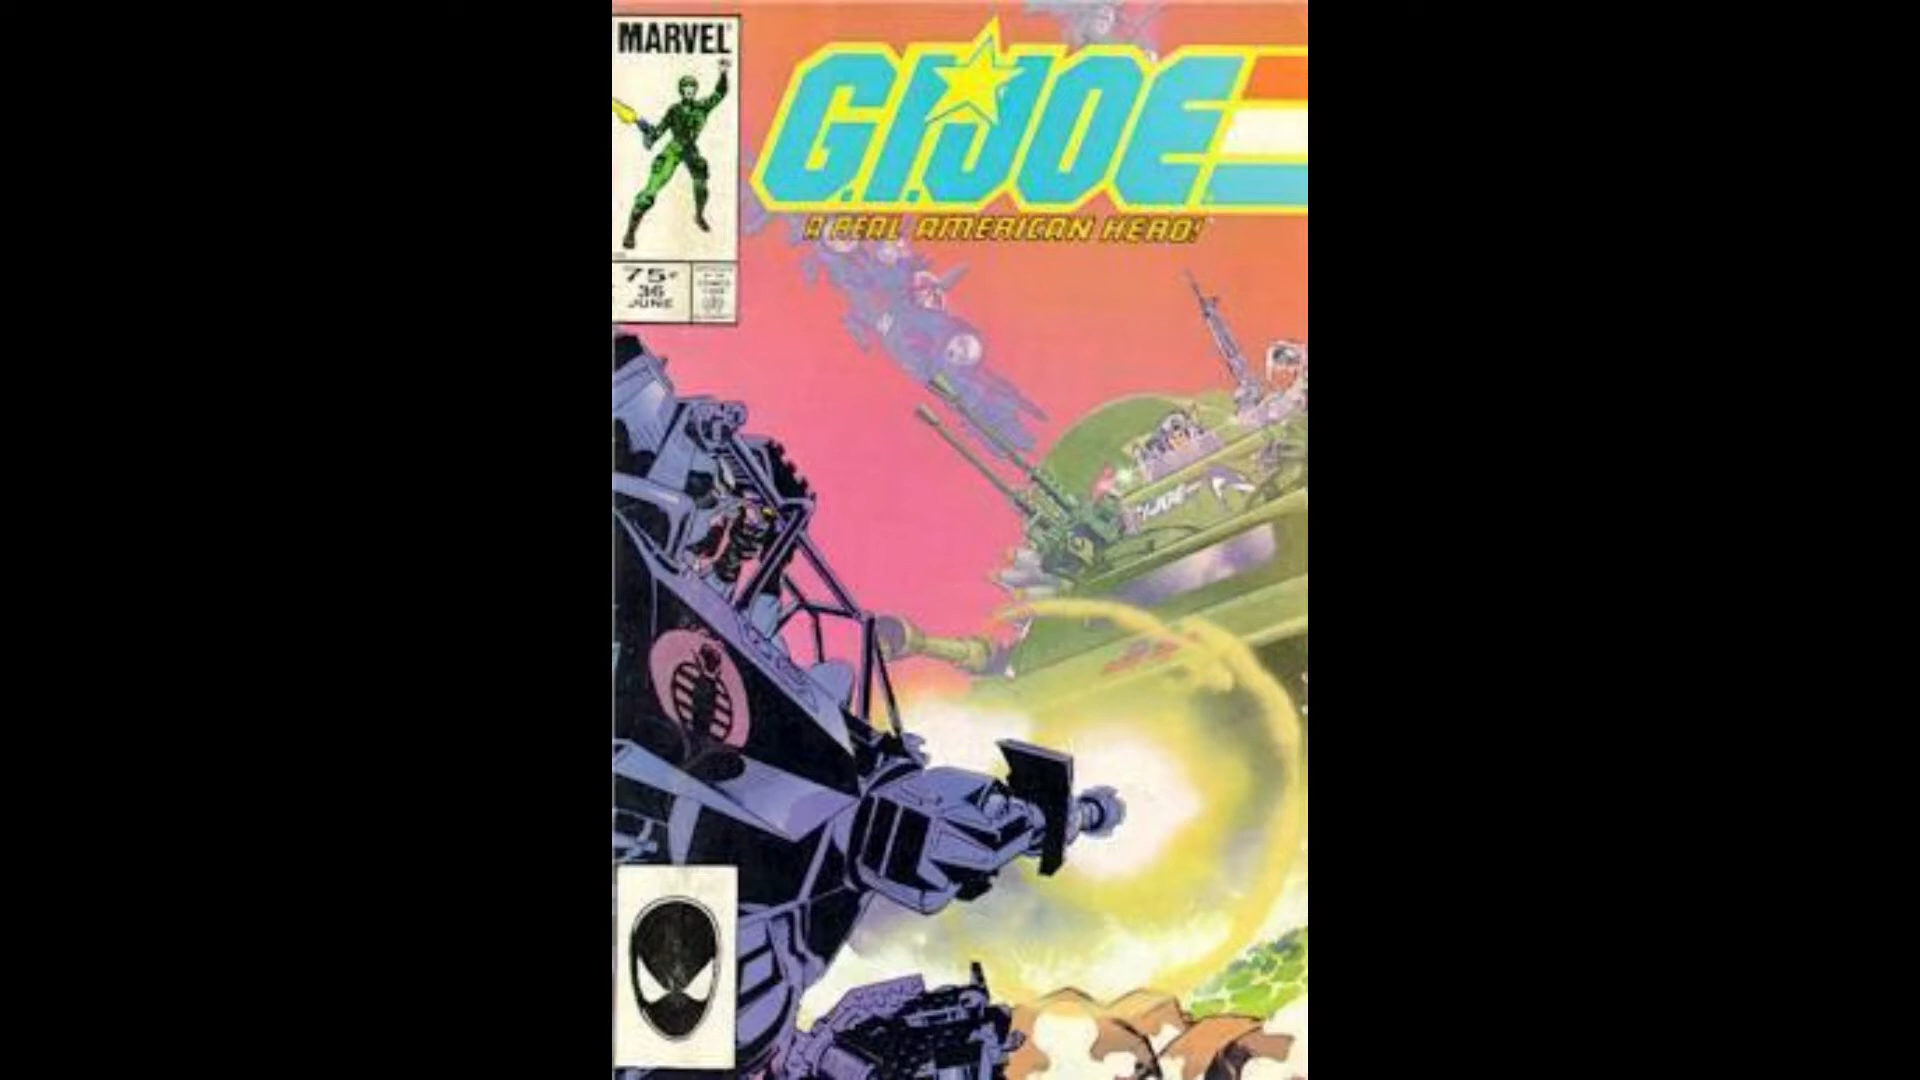 MARVEL
G.I. JOE
A REAL AMERICAN HERO!
75¢
36
JUNE